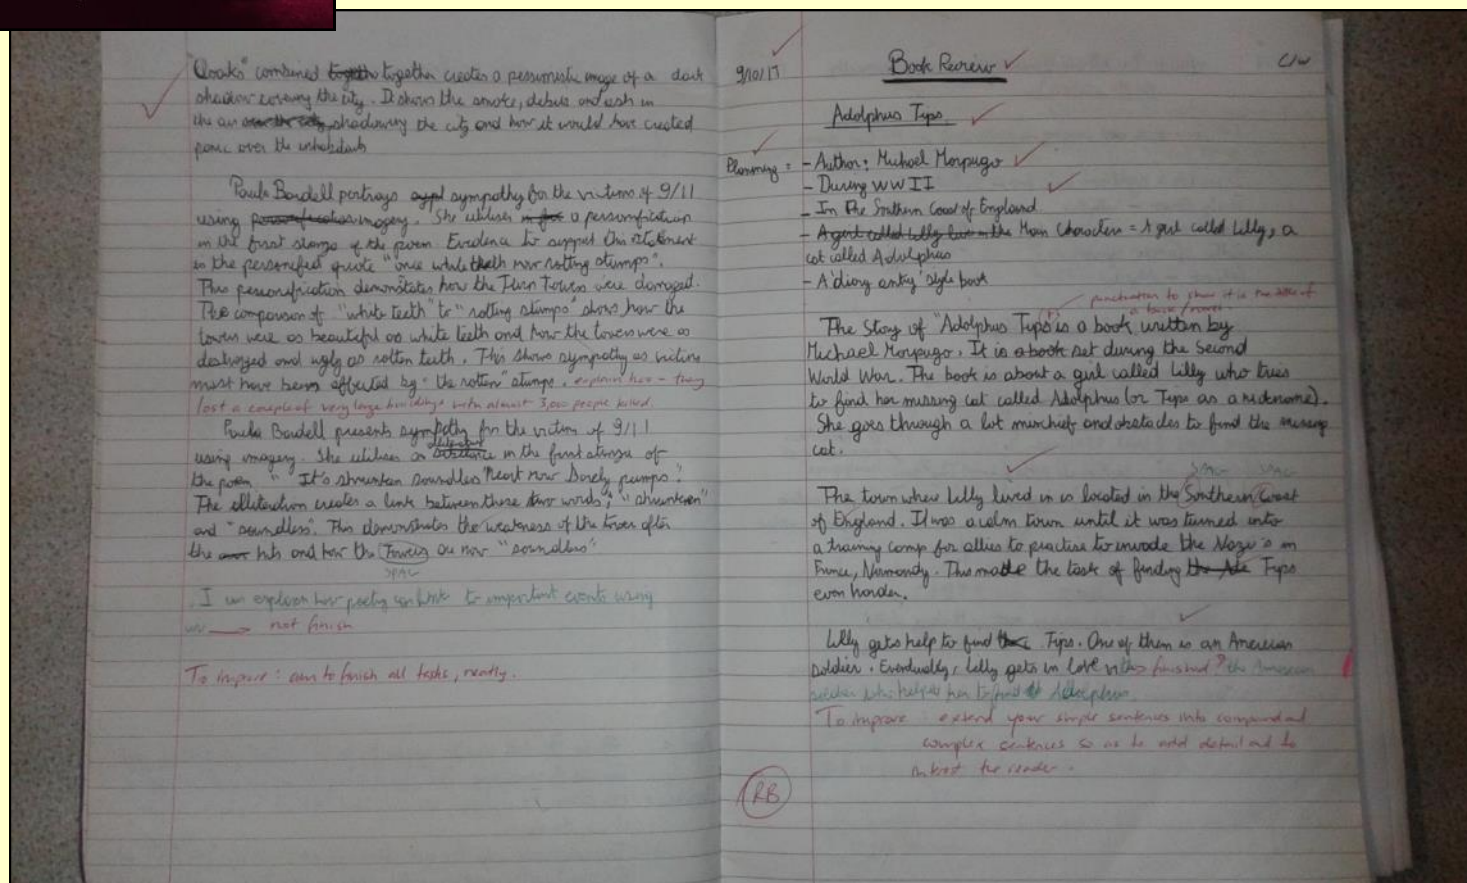 Cloaks" combined together creates a pessimistic image of a dark
shadow covering the city. It shows the smoke, debris and ash in
the air shadowing the city and how it would have created
panic over the inhabitants
Paula Bardell portrays sympathy for the victims of 9/11
using imagery. She utilises a personification
in the first stanza of the poem. Evidence to support this statement
is the personified quote "once white teeth now rotting stumps".
This personification demonstrates how the Twin Towers were damaged.
The comparison of "white teeth" to "rotting stumps" shows how the
towers were as beautiful as white teeth and how the towers were as
destroyed and ugly as rotten teeth. This shows sympathy as victims
must have been affected by "the rotten" stumps. explain how - they
lost a couple of very large buildings with almost 3,000 people killed.
Paula Bardell presents sympathy for the victims of 9/11
using imagery. She utilises an alliteration in the first stanza of
the poem " It's shrunken soundless heart now barely pumps".
The alliteration creates a link between these two words; "shrunken"
and "soundless". This demonstrates the weakness of the tower after
the hits and how the Towers are now "soundless"
SPAG
I can explain how poetry can link to important events using
not finish
To improve: aim to finish all tasks, neatly.
9/10/17 Book Review C/W
Adolphus Tips
Planning = - Author: Michael Morpugo
- During WWII
- In The Southern Coast of England
- A girl called Lilly live in the Main Characters = A girl called Lilly, a
cat called Adolphus
- A 'diary entry' style book
punctuation to show it is the title of
a book/novel
The Story of "Adolphus Tips is a book written by
Michael Morpugo. It is a book set during the Second
World War. The book is about a girl called Lilly who tries
to find her missing cat called Adolphus (or Tips as a nickname).
She goes through a lot mischief and obstacles to find the missing
cat.
SPAG SPAG
The town where Lilly lived in is located in the Southern Coast
of England. It was a calm town until it was turned into
a training camp for allies to practise to invade the Nazi's in
France, Normandy. This made the task of finding Tips
even harder.
Lilly gets help to find Tips. One of them is an American
Soldier. Eventually, Lilly gets in love with finished? the American
soldier who helped her to find Adolphus
To improve: extend your simple sentences into compound and
complex sentences so as to add detail and to
interest the reader.
RB